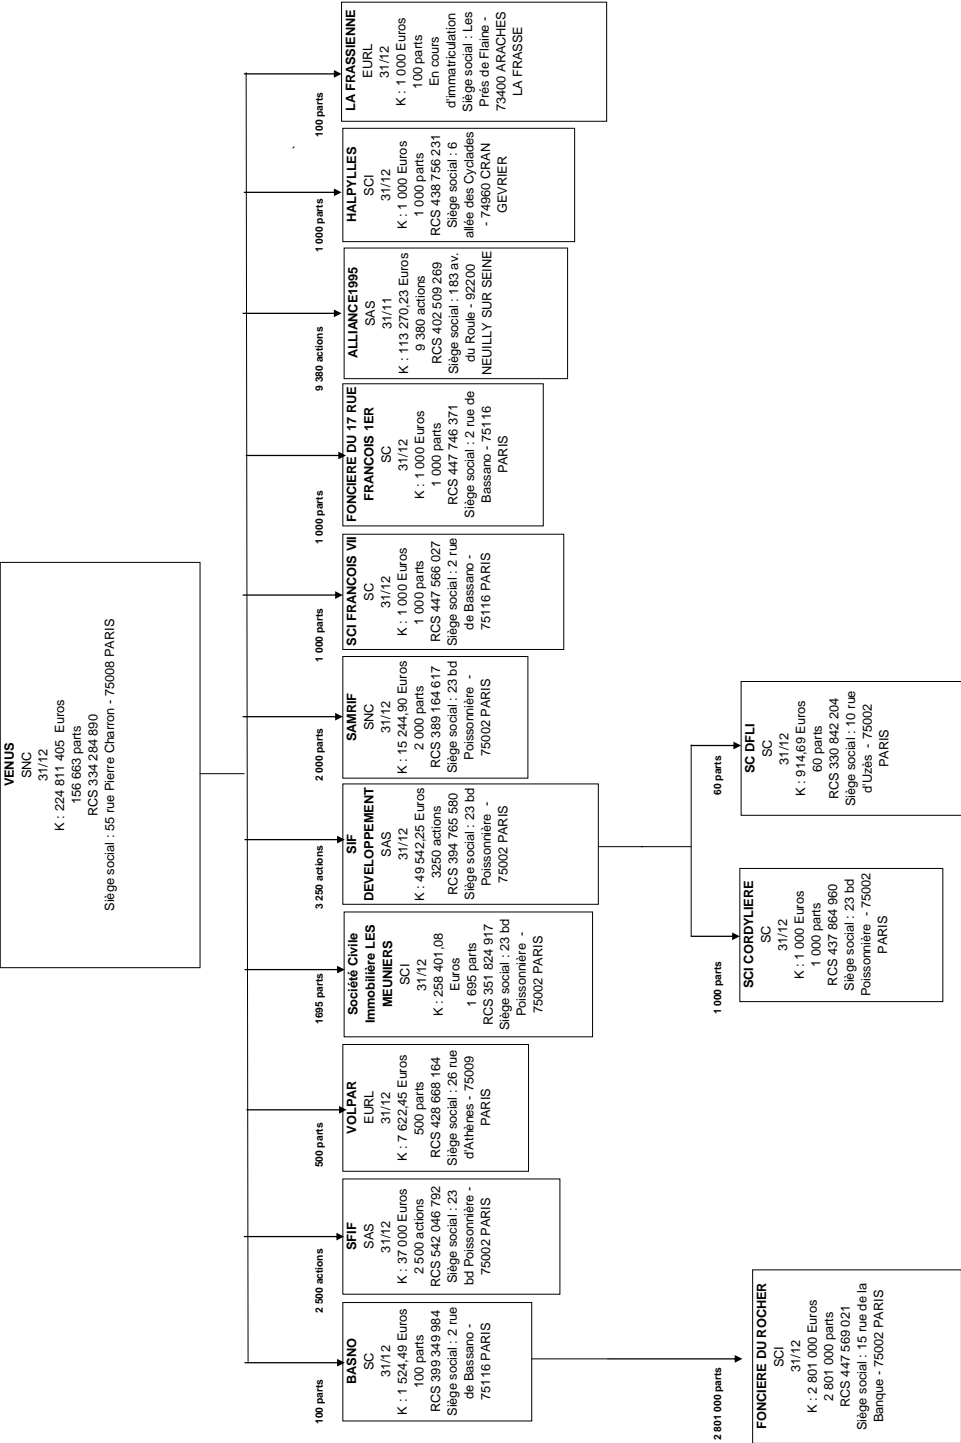 VENUS
SNC
31/12
K : 224 811 405 Euros
156 663 parts
RCS 334 284 890
Siège social : 55 rue Pierre Charron - 75008 PARIS
100 parts
2 500 actions
500 parts
1695 parts
3 250 actions
2 000 parts
1 000 parts
1 000 parts
9 380 actions
1 000 parts
100 parts
BASNO
SC
31/12
K : 1 524,49 Euros
100 parts
RCS 399 349 984
Siège social : 2 rue
de Bassano -
75116 PARIS
SFIF
SAS
31/12
K : 37 000 Euros
2 500 actions
RCS 542 046 792
Siège social : 23
bd Poissonnière -
75002 PARIS
VOLPAR
EURL
31/12
K : 7 622,45 Euros
500 parts
RCS 428 668 164
Siège social : 26 rue
d'Athènes - 75009
PARIS
Société Civile
Immobilière LES
MEUNIERS
SCI
31/12
K : 258 401,08
Euros
1 695 parts
RCS 351 824 917
Siège social : 23 bd
Poissonnière -
75002 PARIS
SIF
DEVELOPPEMENT
SAS
31/12
K : 49 542,25 Euros
3250 actions
RCS 394 765 580
Siège social : 23 bd
Poissonnière -
75002 PARIS
SAMRIF
SNC
31/12
K : 15 244,90 Euros
2 000 parts
RCS 389 164 617
Siège social : 23 bd
Poissonnière -
75002 PARIS
SCI FRANCOIS VII
SC
31/12
K : 1 000 Euros
1 000 parts
RCS 447 566 027
Siège social : 2 rue
de Bassano -
75116 PARIS
FONCIERE DU 17 RUE
FRANCOIS 1ER
SC
31/12
K : 1 000 Euros
1 000 parts
RCS 447 746 371
Siège social : 2 rue de
Bassano - 75116
PARIS
ALLIANCE1995
SAS
31/11
K : 113 270,23 Euros
9 380 actions
RCS 402 509 269
Siège social : 183 av.
du Roule - 92200
NEUILLY SUR SEINE
HALPYLLES
SCI
31/12
K : 1 000 Euros
1 000 parts
RCS 438 756 231
Siège social : 6
allée des Cyclades
- 74960 CRAN
GEVRIER
LA FRASSIENNE
EURL
31/12
K : 1 000 Euros
100 parts
En cours
d'immatriculation
Siège social : Les
Prés de Flaine -
73400 ARACHES
LA FRASSE
2 801 000 parts
1 000 parts
60 parts
FONCIERE DU ROCHER
SCI
31/12
K : 2 801 000 Euros
2 801 000 parts
RCS 447 569 021
Siège social : 15 rue de la
Banque - 75002 PARIS
SCI CORDYLIERE
SC
31/12
K : 1 000 Euros
1 000 parts
RCS 437 864 960
Siège social : 23 bd
Poissonnière - 75002
PARIS
SC DFLI
SC
31/12
K : 914,69 Euros
60 parts
RCS 330 842 204
Siège social : 10 rue
d'Uzès - 75002
PARIS